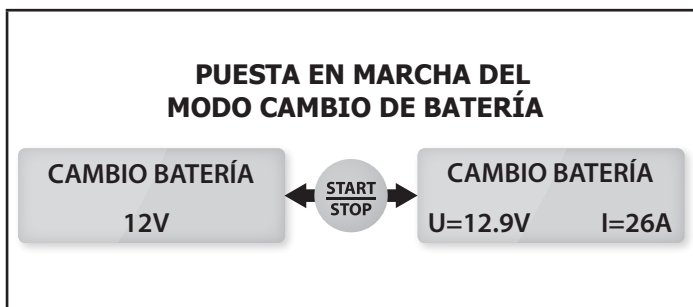 PUESTA EN MARCHA DEL
MODO CAMBIO DE BATERÍA
CAMBIO BATERÍA
12V
START
STOP
CAMBIO BATERÍA
U=12.9V I=26A